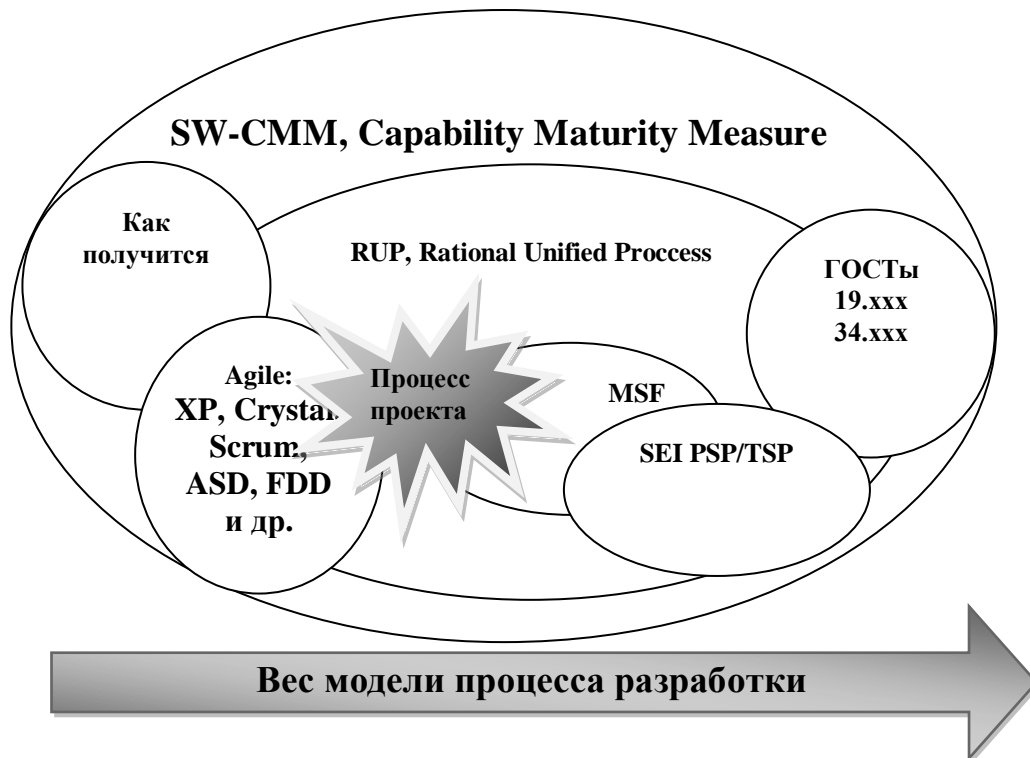 SW-CMM, Capability Maturity Measure
Как
получится
RUP, Rational Unified Proccess
ГОСТы
19.xxx
34.xxx
Agile:
XP, Crystal
Scrum,
ASD, FDD
и др.
Процесс
проекта
MSF
SEI PSP/TSP
Вес модели процесса разработки